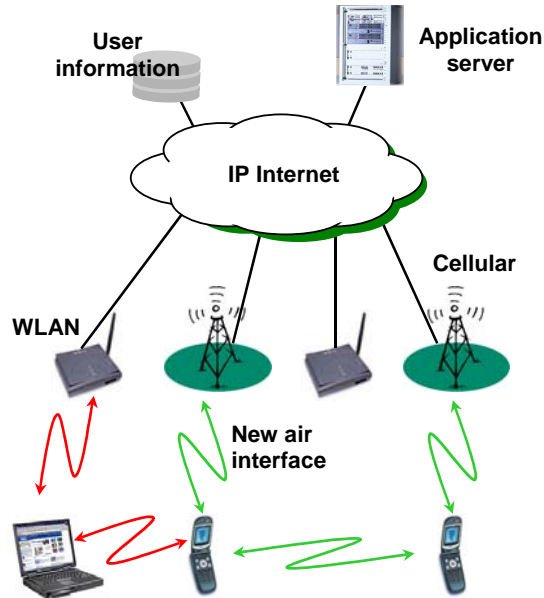 User
information
Application
server
IP Internet
Cellular
WLAN
New air
interface